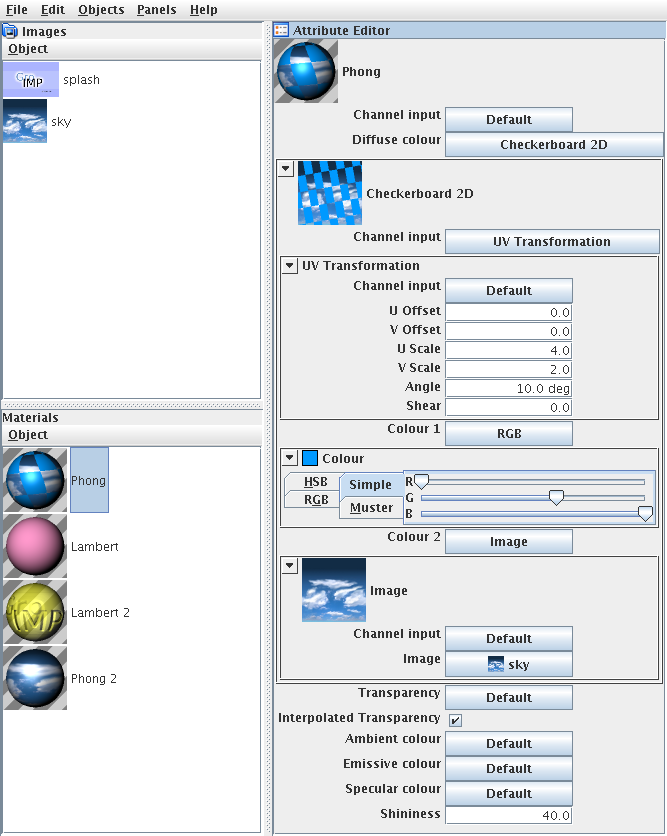 File Edit Objects Panels Help
Images
Object
IMP splash
sky
Materials
Object
Phong
Lambert
IMP
Lambert 2
Phong 2
Attribute Editor
Phong
Channel input Default
Diffuse colour Checkerboard 2D
Checkerboard 2D
Channel input UV Transformation
UV Transformation
Channel input Default
U Offset 0.0
V Offset 0.0
U Scale 4.0
V Scale 2.0
Angle 10.0 deg
Shear 0.0
Colour 1 RGB
Colour
HSB Simple R
RGB G
Muster B
Colour 2 Image
Image
Channel input Default
Image sky
Transparency Default
Interpolated Transparency
Ambient colour Default
Emissive colour Default
Specular colour Default
Shininess 40.0